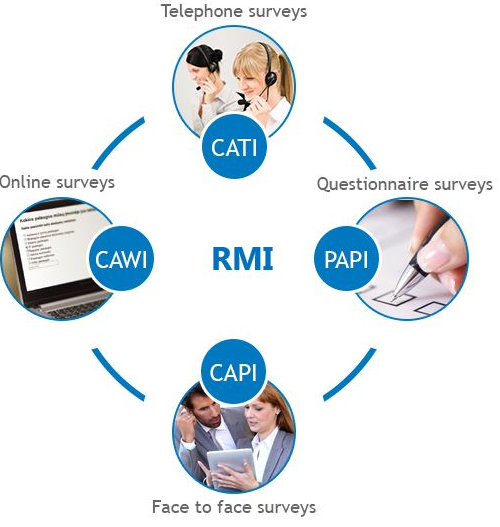 Telephone surveys
CATI
Online surveys
Questionnaire surveys
CAWI
RMI
PAPI
CAPI
Face to face surveys